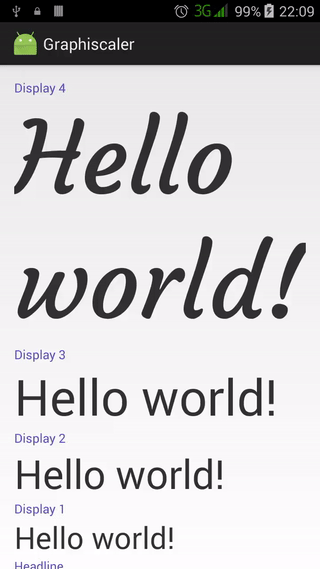 3G 99% 22:09
Graphiscaler
Display 4
Hello
world!
Display 3
Hello world!
Display 2
Hello world!
Display 1
Hello world!
Headline